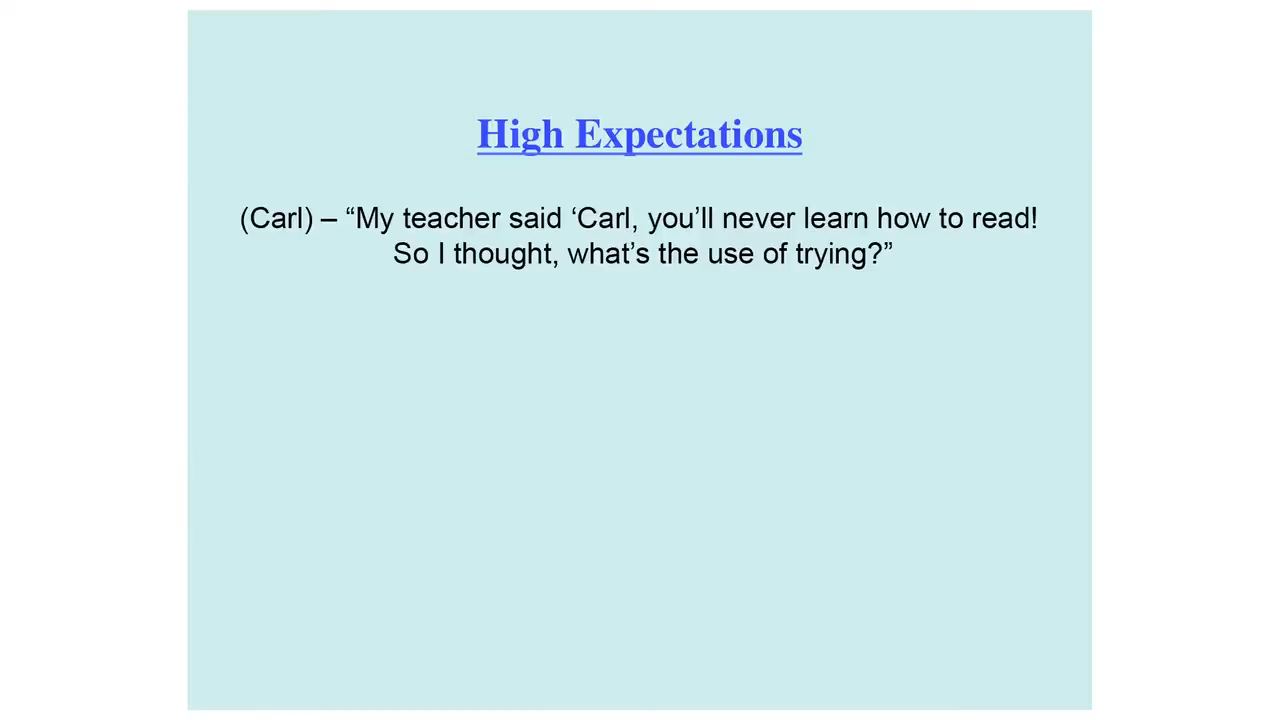 High Expectations
(Carl) – “My teacher said ‘Carl, you’ll never learn how to read!
So I thought, what’s the use of trying?”